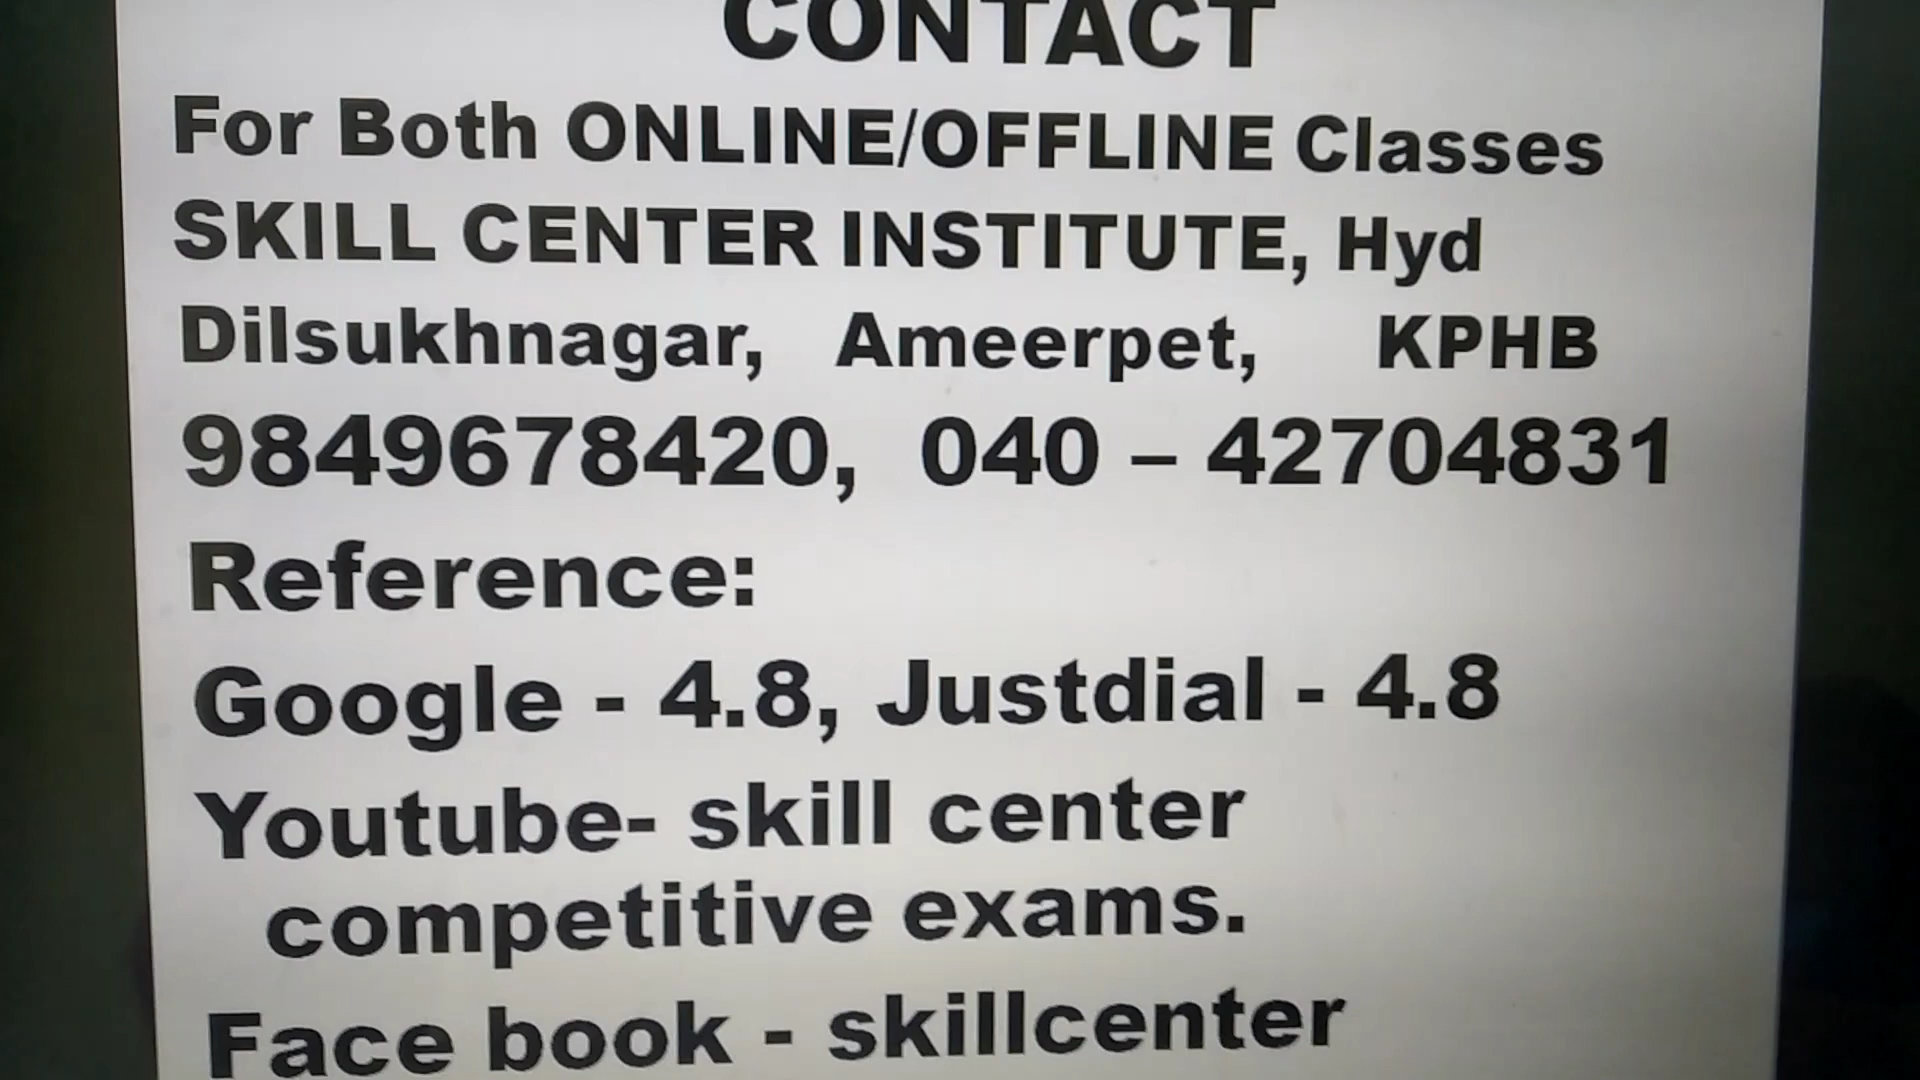 CONTACT
For Both ONLINE/OFFLINE Classes
SKILL CENTER INSTITUTE, Hyd
Dilsukhnagar, Ameerpet, KPHB
9849678420, 040 – 42704831
Reference:
Google - 4.8, Justdial - 4.8
Youtube- skill center
competitive exams.
Face book - skillcenter